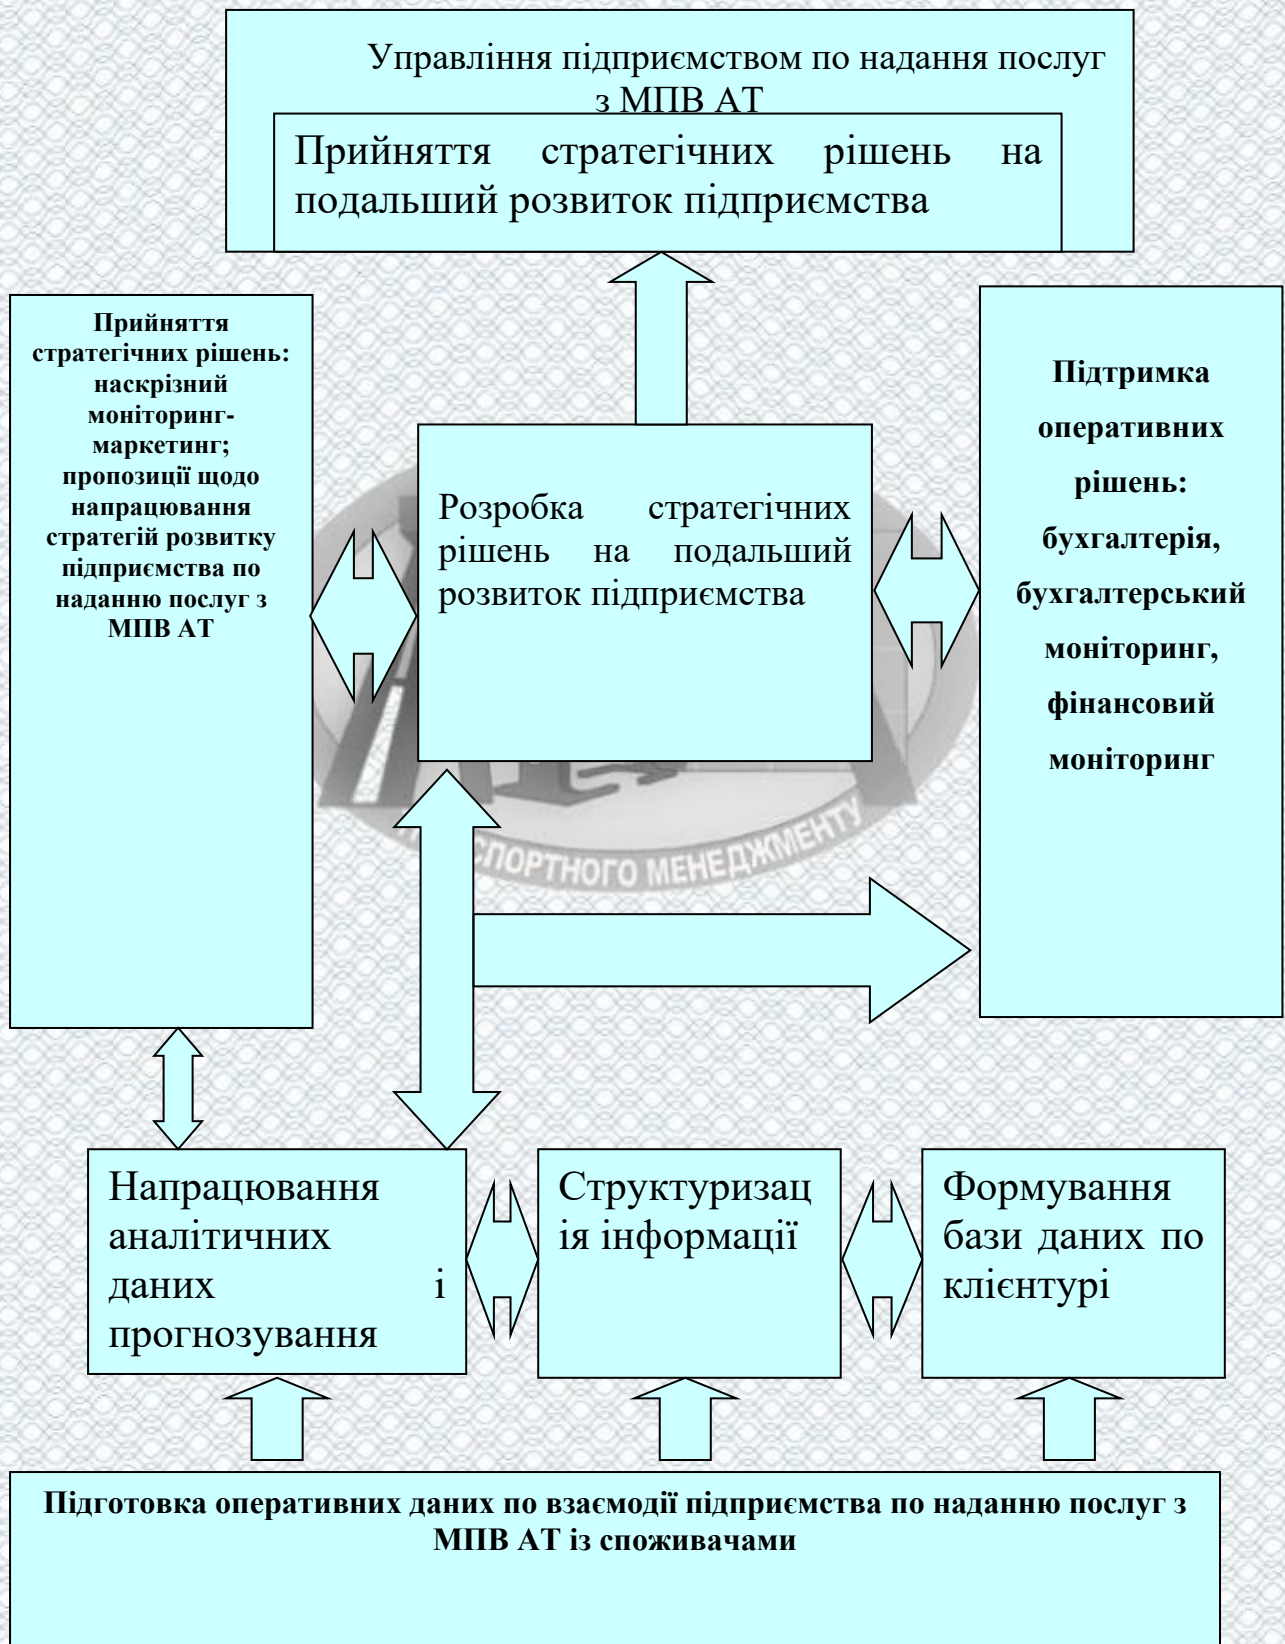 Управління підприємством по надання послуг
з МПВ АТ
Прийняття стратегічних рішень на
подальший розвиток підприємства
Прийняття
стратегічних рішень:
наскрізний
моніторинг-
маркетинг;
пропозиції щодо
напрацювання
стратегій розвитку
підприємства по
наданню послуг з
МПВ АТ
Розробка стратегічних
рішень на подальший
розвиток підприємства
Підтримка
оперативних
рішень:
бухгалтерія,
бухгалтерський
моніторинг,
фінансовий
моніторинг
МЕНЕДЖМЕНТУ
Напрацювання
аналітичних
даних і
прогнозування
Структуризац
ія інформації
Формування
бази даних по
клієнтурі
Підготовка оперативних даних по взаємодії підприємства по наданню послуг з
МПВ АТ із споживачами